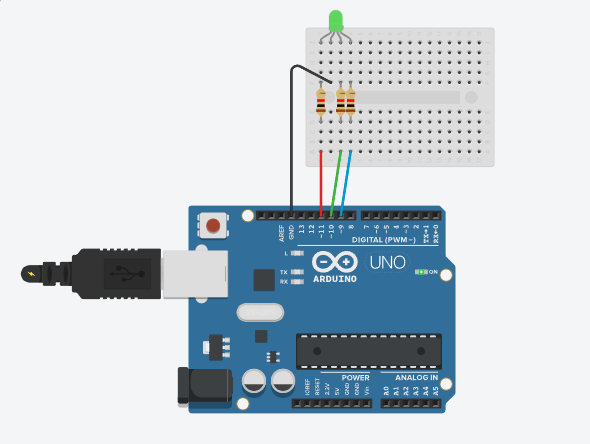 AREF
GND
13
12
~11
~10
~9
8
7
~6
~5
4
~3
2
TX→1
RX←0
DIGITAL (PWM~)
L
TX
RX
UNO
ARDUINO
ON
POWER
ANALOG IN
IOREF
RESET
3.3V
5V
GND
GND
Vin
A0
A1
A2
A3
A4
A5